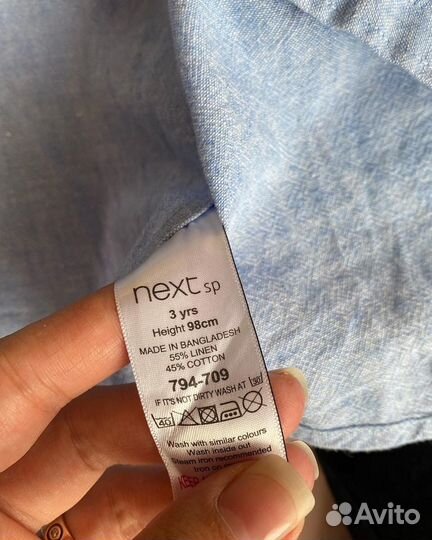 next sp
3 yrs
Height 98cm
MADE IN BANGLADESH
55% LINEN
45% COTTON
794-709
IF IT'S NOT DIRTY WASH AT 30
40
Wash with similar colours
Wash inside out
Steam iron recommended
Iron on
KEEP
Avito